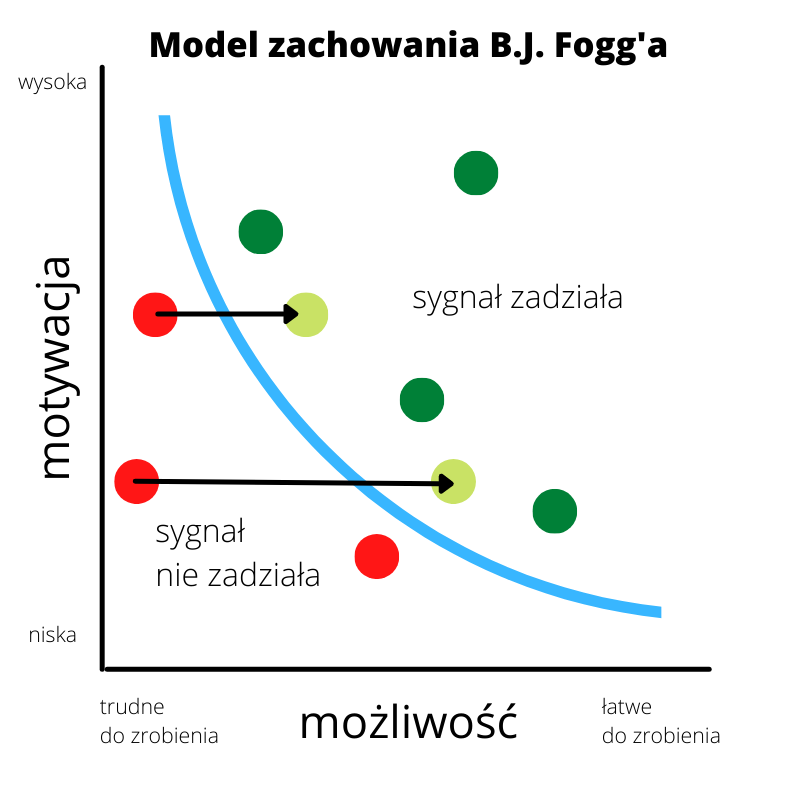 Model zachowania B.J. Fogg'a
wysoka
motywacja
sygnał zadziała
sygnał
nie zadziała
niska
trudne
do zrobienia
możliwość
łatwe
do zrobienia